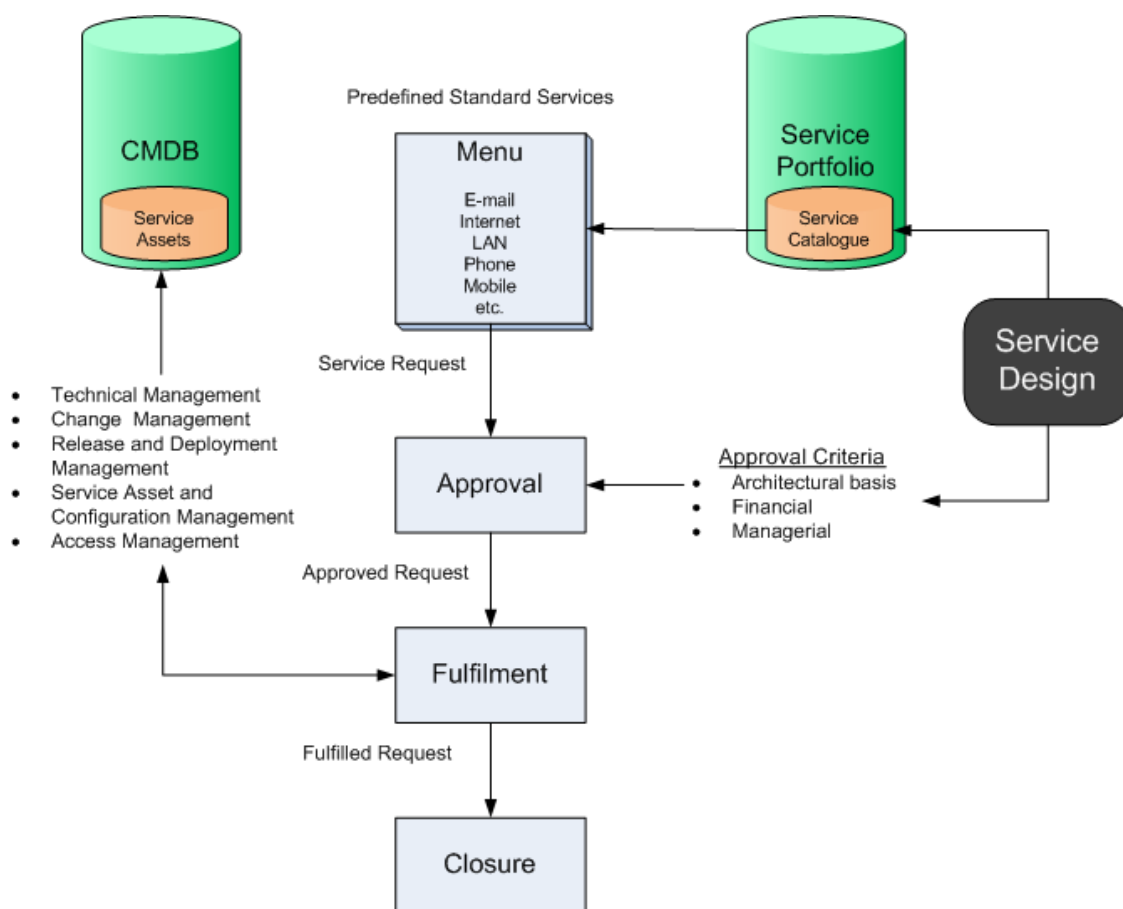 CMDB
Service
Assets
Predefined Standard Services
Menu
E-mail
Internet
LAN
Phone
Mobile
etc.
Service
Portfolio
Service
Catalogue
Service
Design
Service Request
• Technical Management
• Change Management
• Release and Deployment
Management
• Service Asset and
Configuration Management
• Access Management
Approval
Approval Criteria
• Architectural basis
• Financial
• Managerial
Approved Request
Fulfilment
Fulfilled Request
Closure